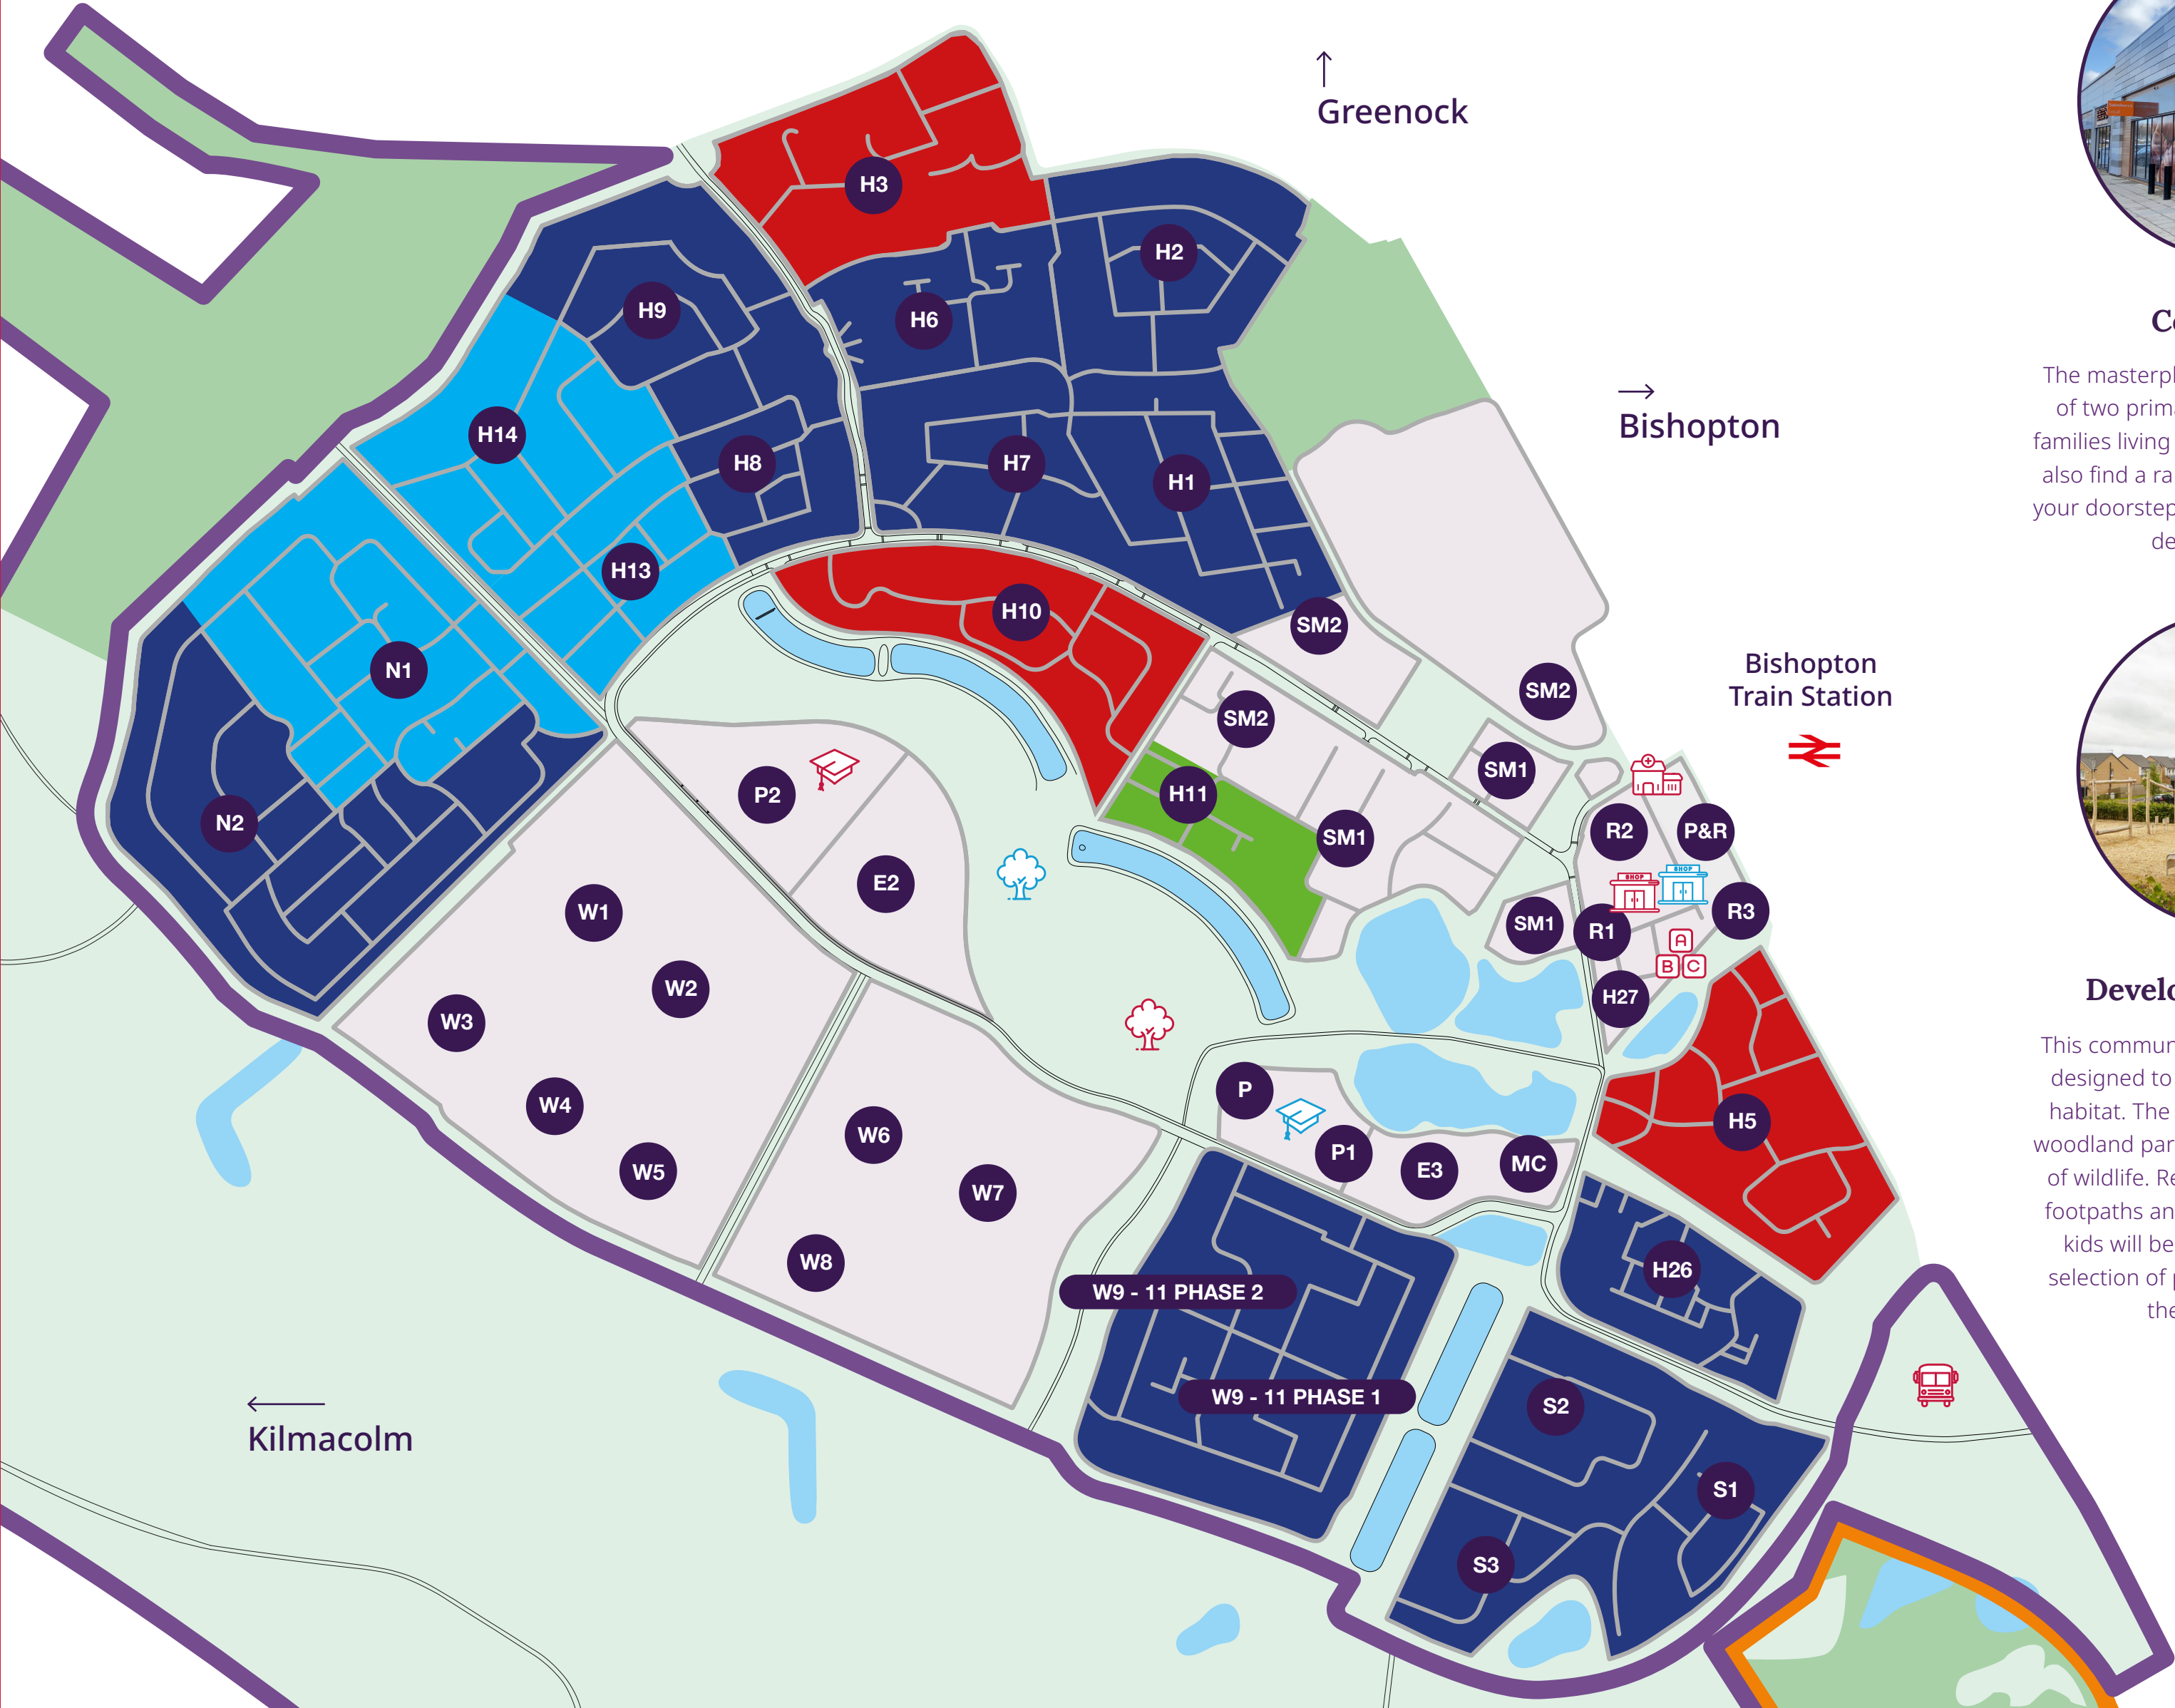 Greenock
Bishopton
Bishopton
Train Station
Kilmacolm
H3
H2
H9
H6
H14
H8
H7
H1
H13
H10
SM2
N1
SM2
SM2
SM1
P2
H11
N2
SM1
R2
P&R
E2
SHOP
SHOP
W1
SM1
R1
R3
A
B C
W2
H27
W3
P
W4
H5
W6
P1
E3
MC
W5
W7
W8
H26
W9 - 11 PHASE 2
W9 - 11 PHASE 1
S2
S1
S3
The masterpl
of two prima
families living
also find a ra
your doorstep
de
Develo
This commun
designed to
habitat. The
woodland par
of wildlife. Re
footpaths an
kids will be
selection of p
the